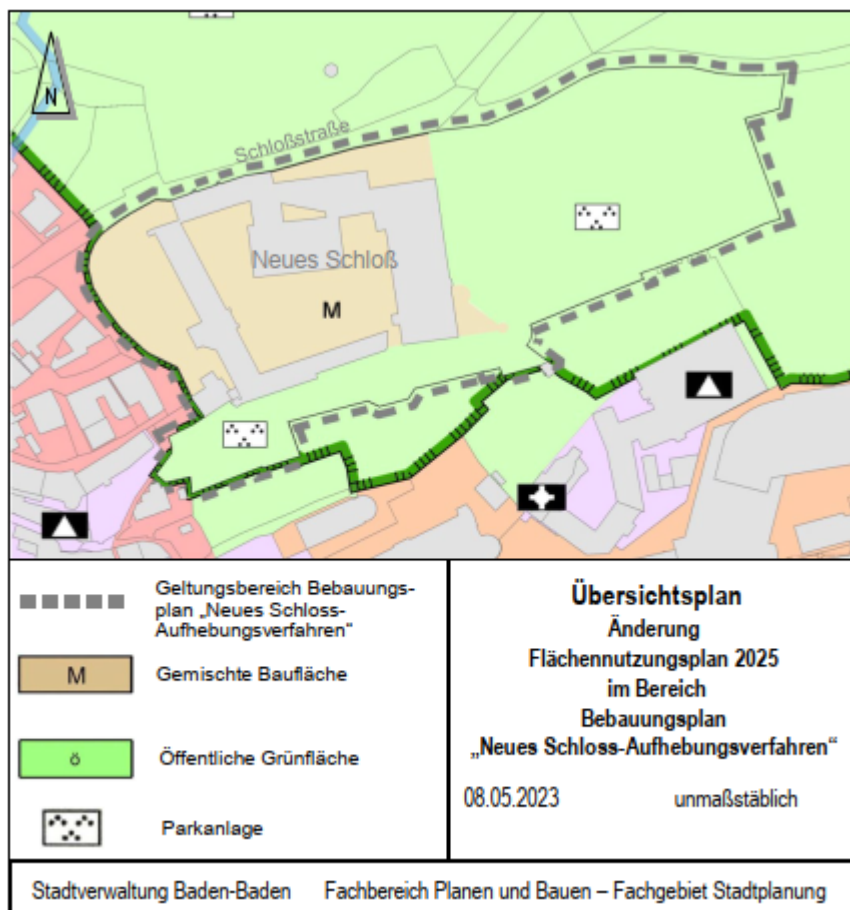 N
Schloßstraße
Neues Schloß
M
Geltungsbereich Bebauungs-
plan „Neues Schloss-
Aufhebungsverfahren“
M
Gemischte Baufläche
ö
Öffentliche Grünfläche
Parkanlage
Übersichtsplan
Änderung
Flächennutzungsplan 2025
im Bereich
Bebauungsplan
„Neues Schloss-Aufhebungsverfahren“
08.05.2023 unmaßstäblich
Stadtverwaltung Baden-Baden Fachbereich Planen und Bauen – Fachgebiet Stadtplanung